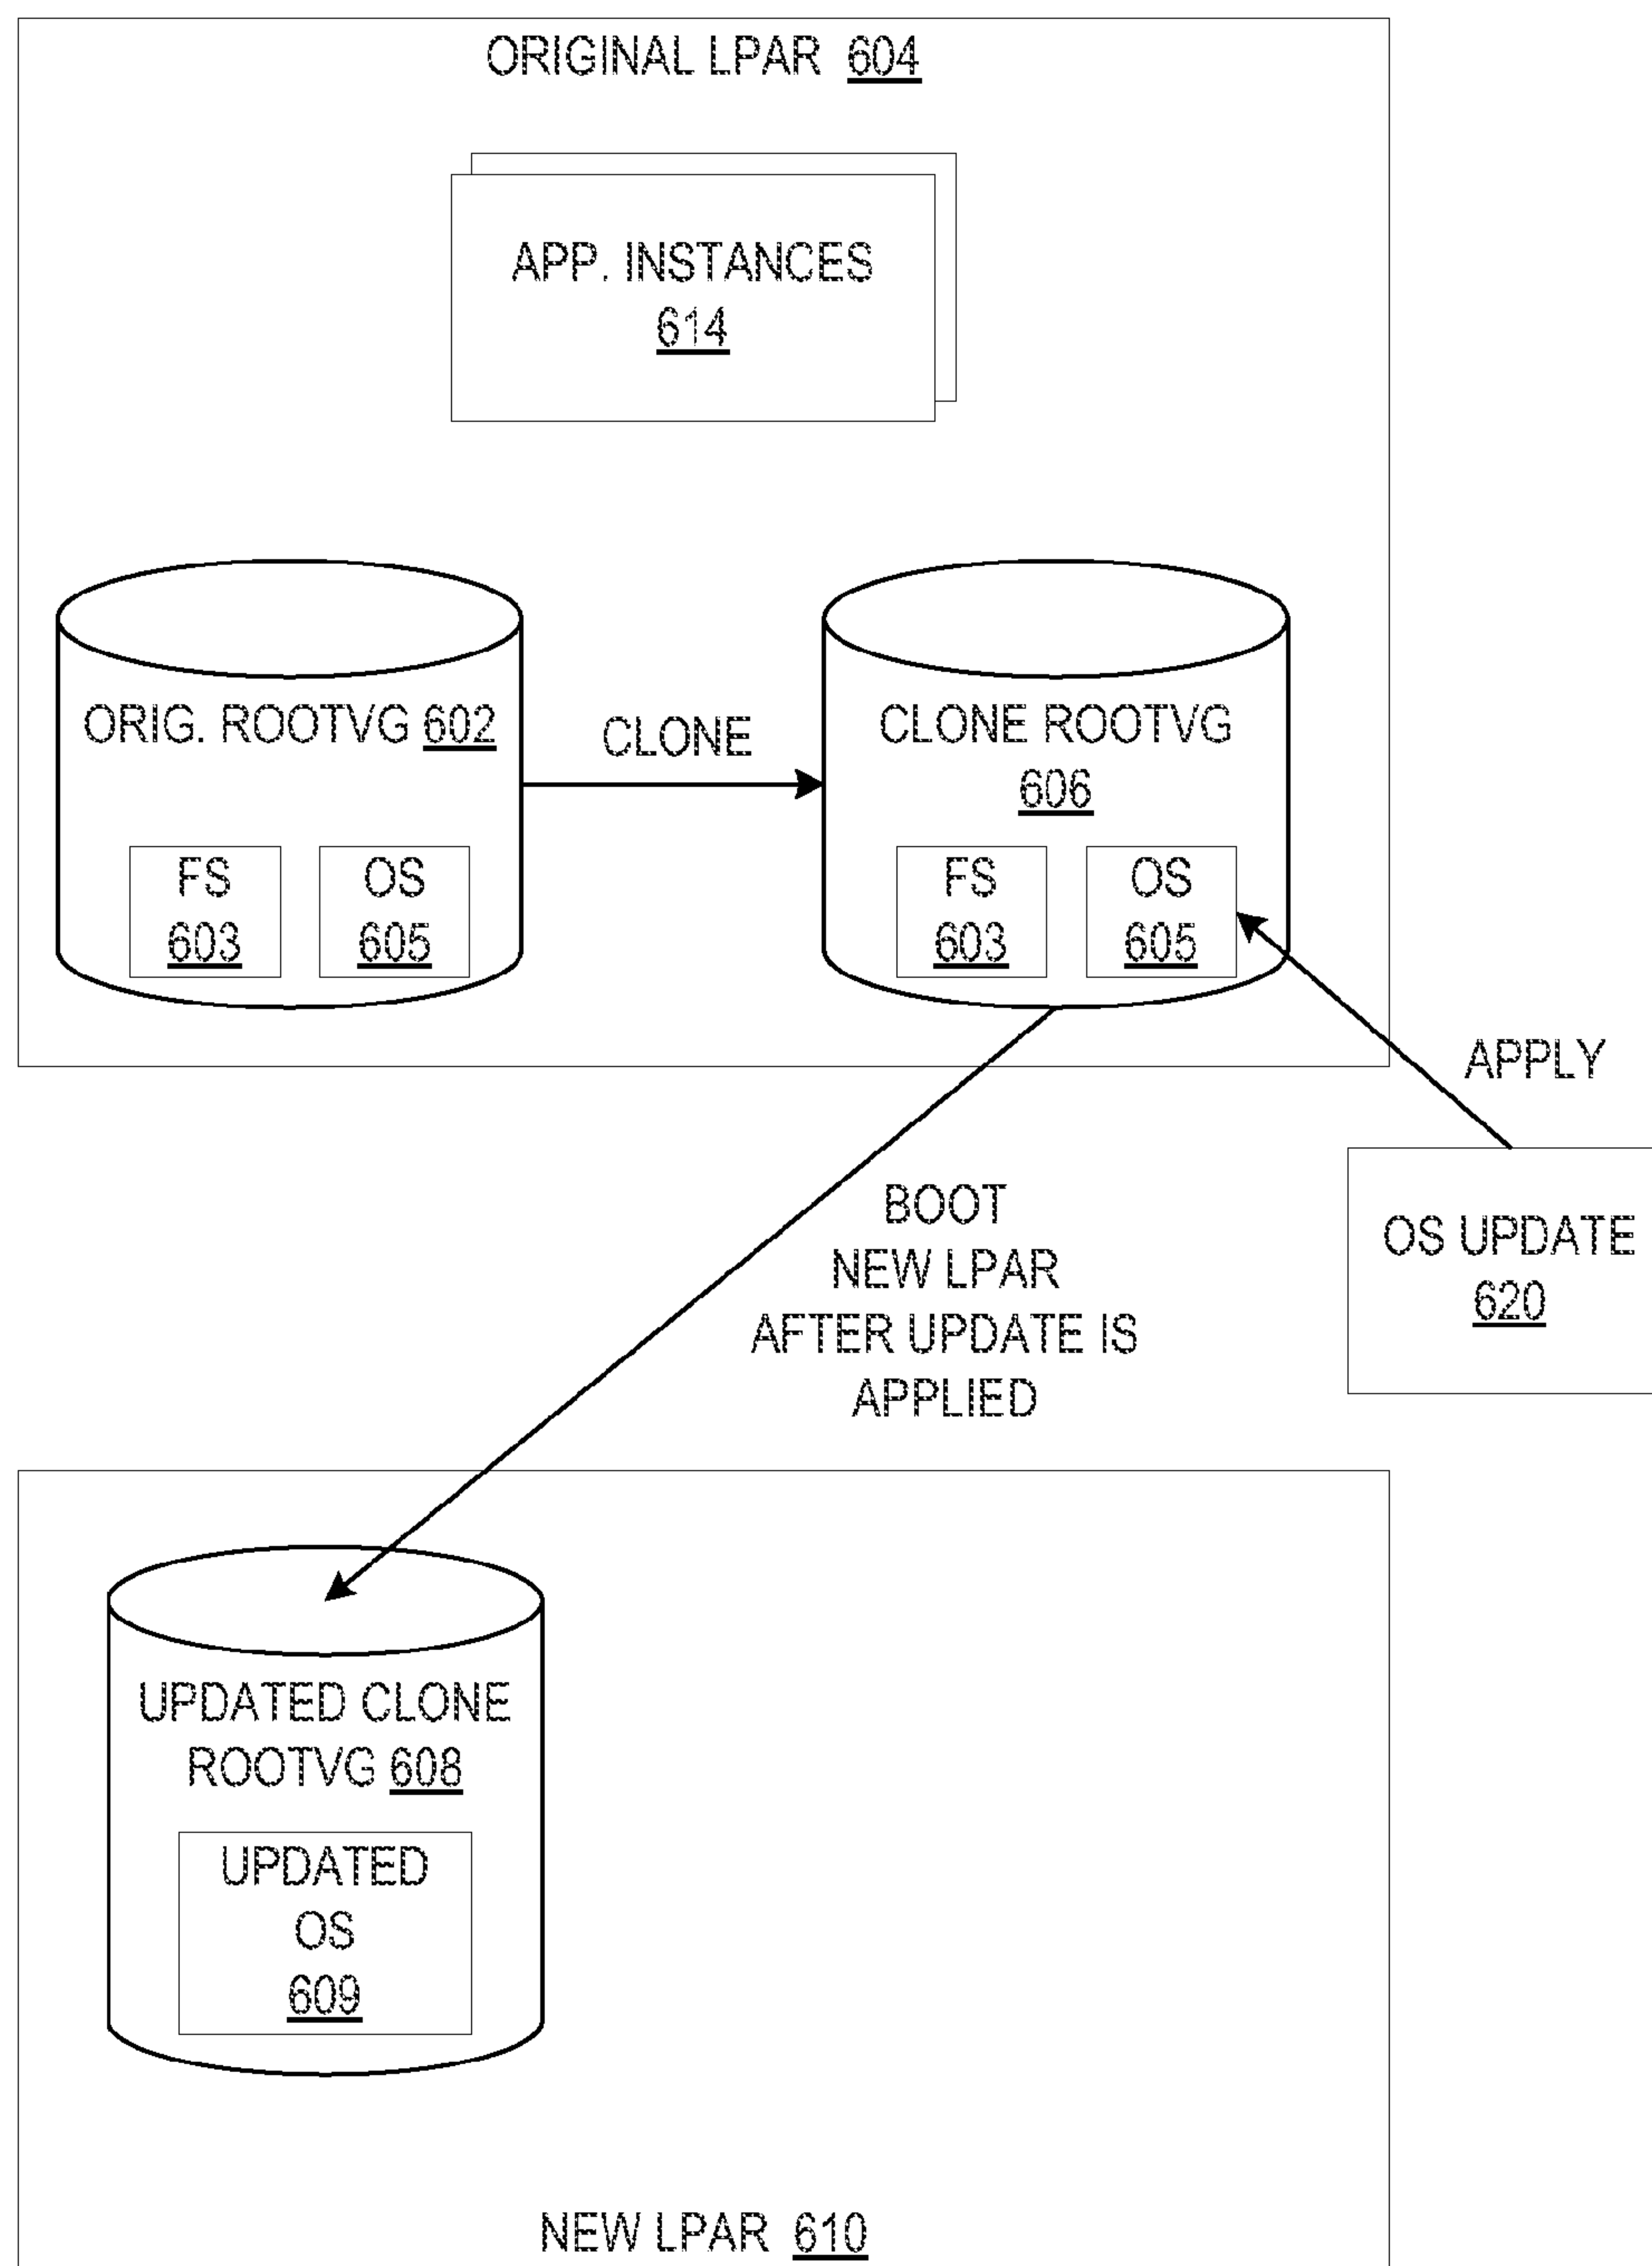 ORIGINAL LPAR 604
APP. INSTANCES
614
ORIG. ROOTVG 602
CLONE
CLONE ROOTVG
606
FS
603
OS
605
FS
603
OS
605
APPLY
OS UPDATE
620
BOOT
NEW LPAR
AFTER UPDATE IS
APPLIED
UPDATED CLONE
ROOTVG 608
UPDATED
OS
609
NEW LPAR 610